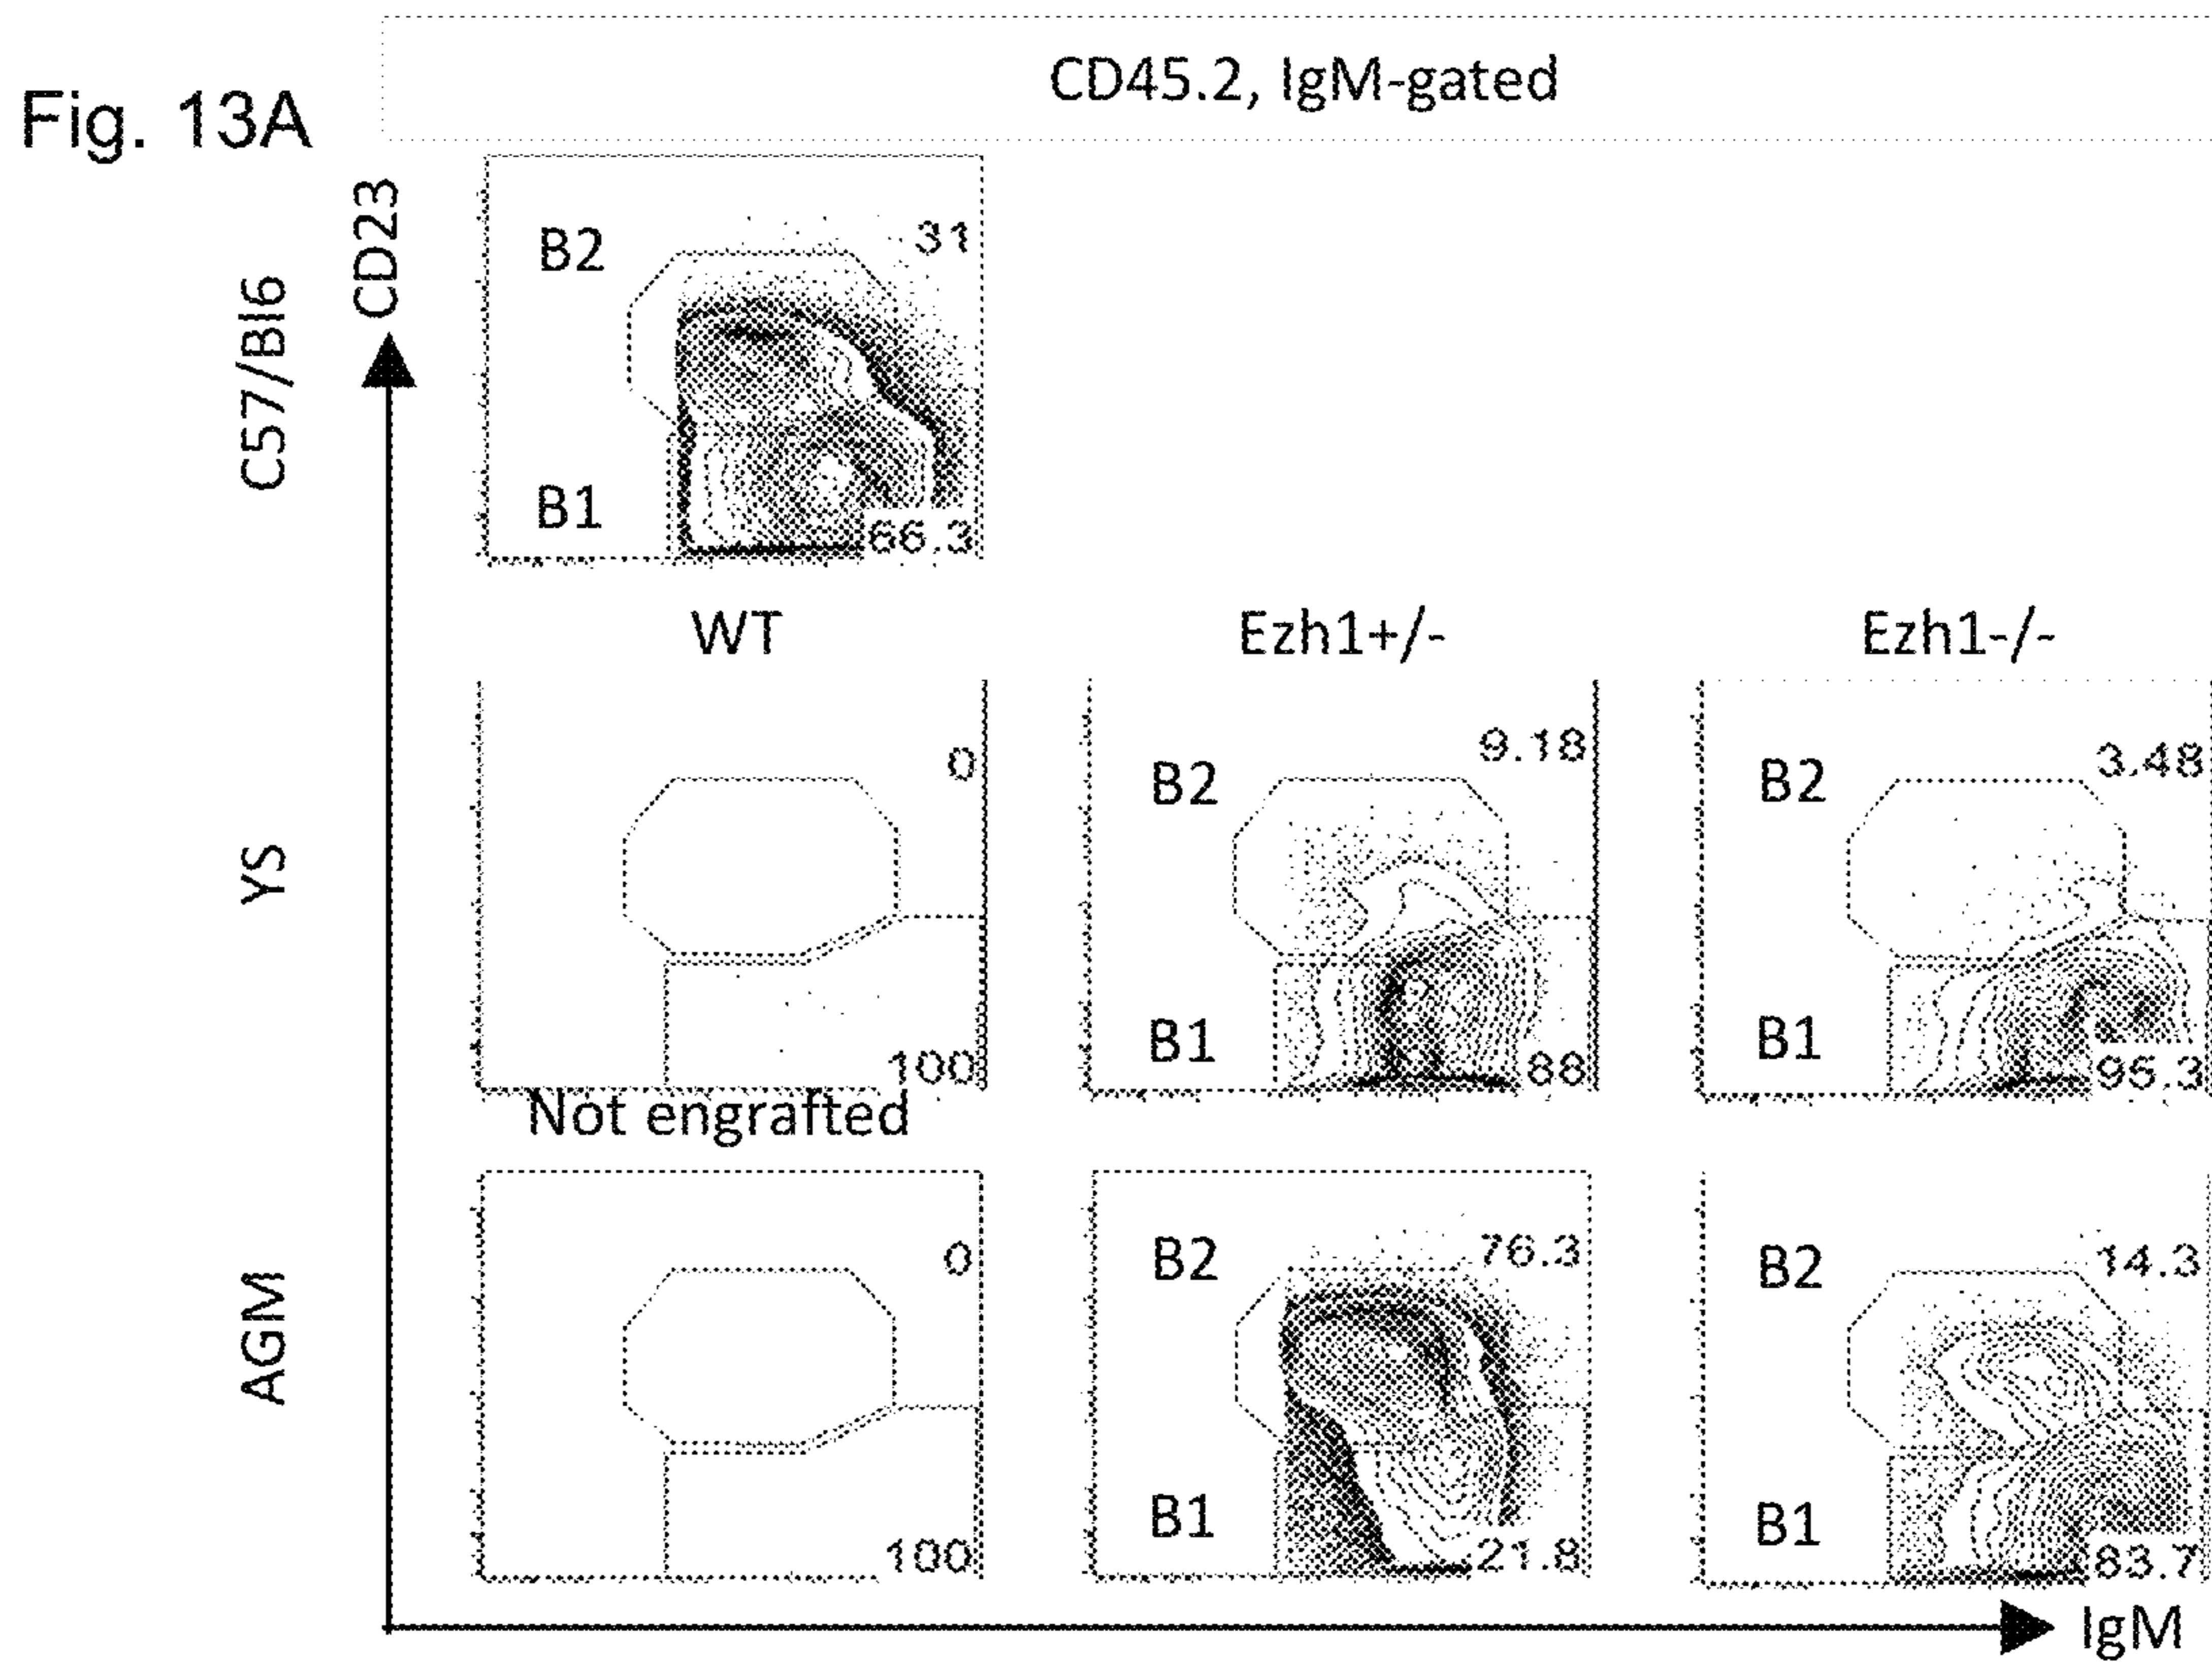 Fig. 13A
CD45.2, IgM-gated
CD23
C57/Bl6
B2
31
B1
66.3
WT
Ezh1+/-
Ezh1-/-
YS
0
100
Not engrafted
B2
9.18
B1
88
B2
3.48
B1
95.3
AGM
0
100
B2
76.3
B1
21.8
B2
14.3
B1
83.7
IgM